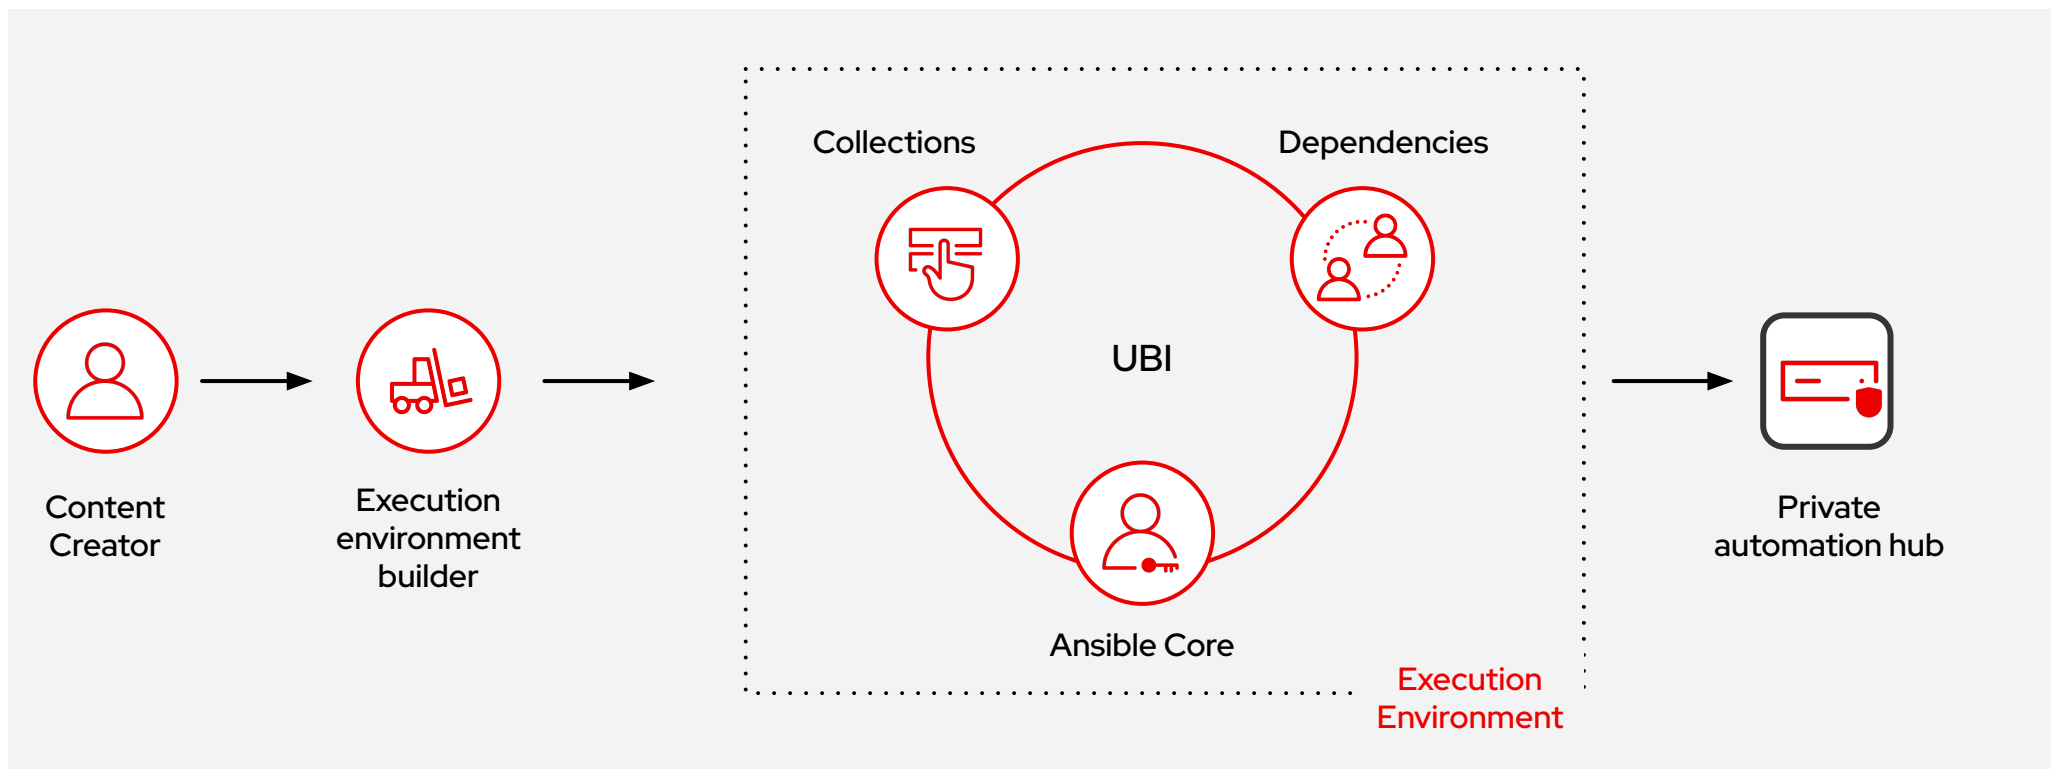 Content
Creator
Execution
environment
builder
Collections
Dependencies
UBI
Ansible Core
Execution
Environment
Private
automation hub